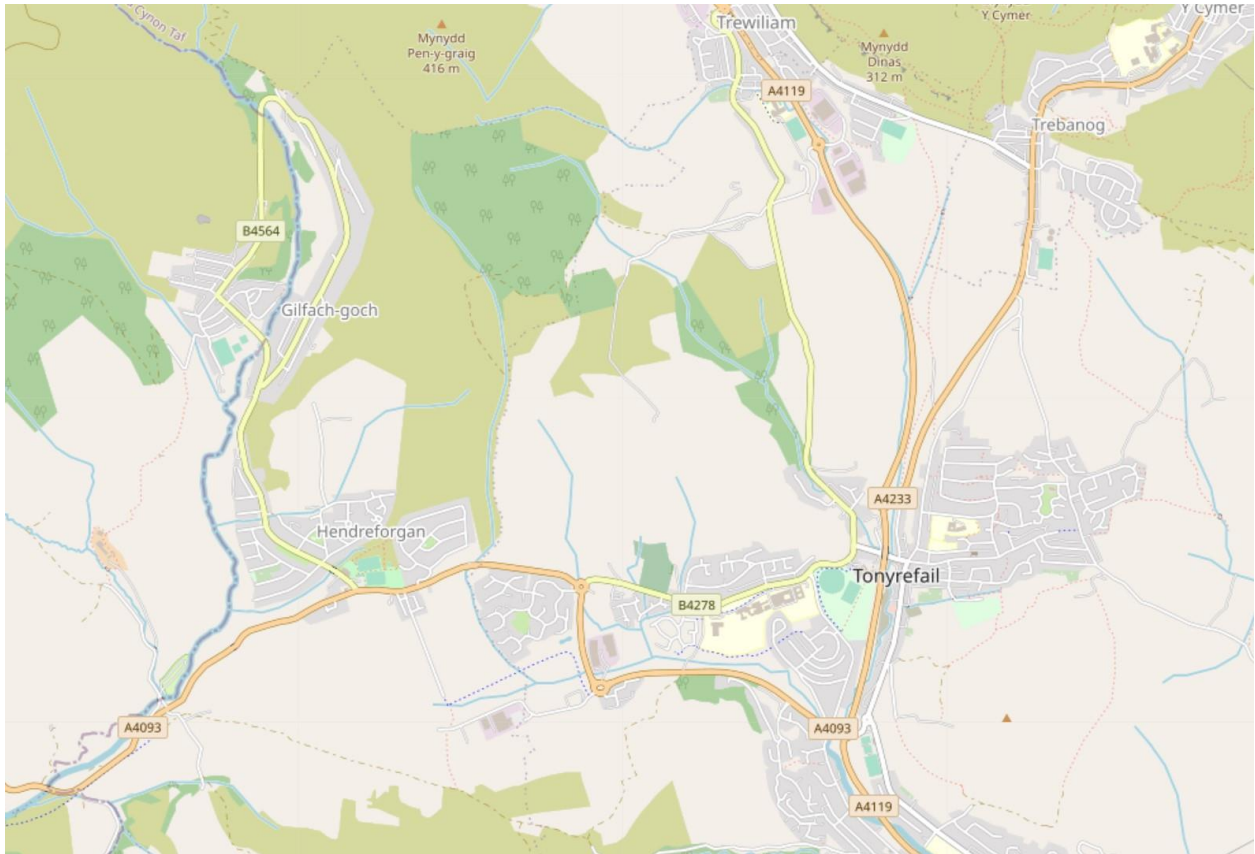 Cynon Taf
Mynydd
Pen-y-graig
416 m
Trewiliam
Mynydd
Dinas
312 m
Y Cymer
Y Cymer
A4119
Trebanog
B4564
Gilfach-goch
A4233
Hendreforgan
Tonyrefail
B4278
A4093
A4093
A4119